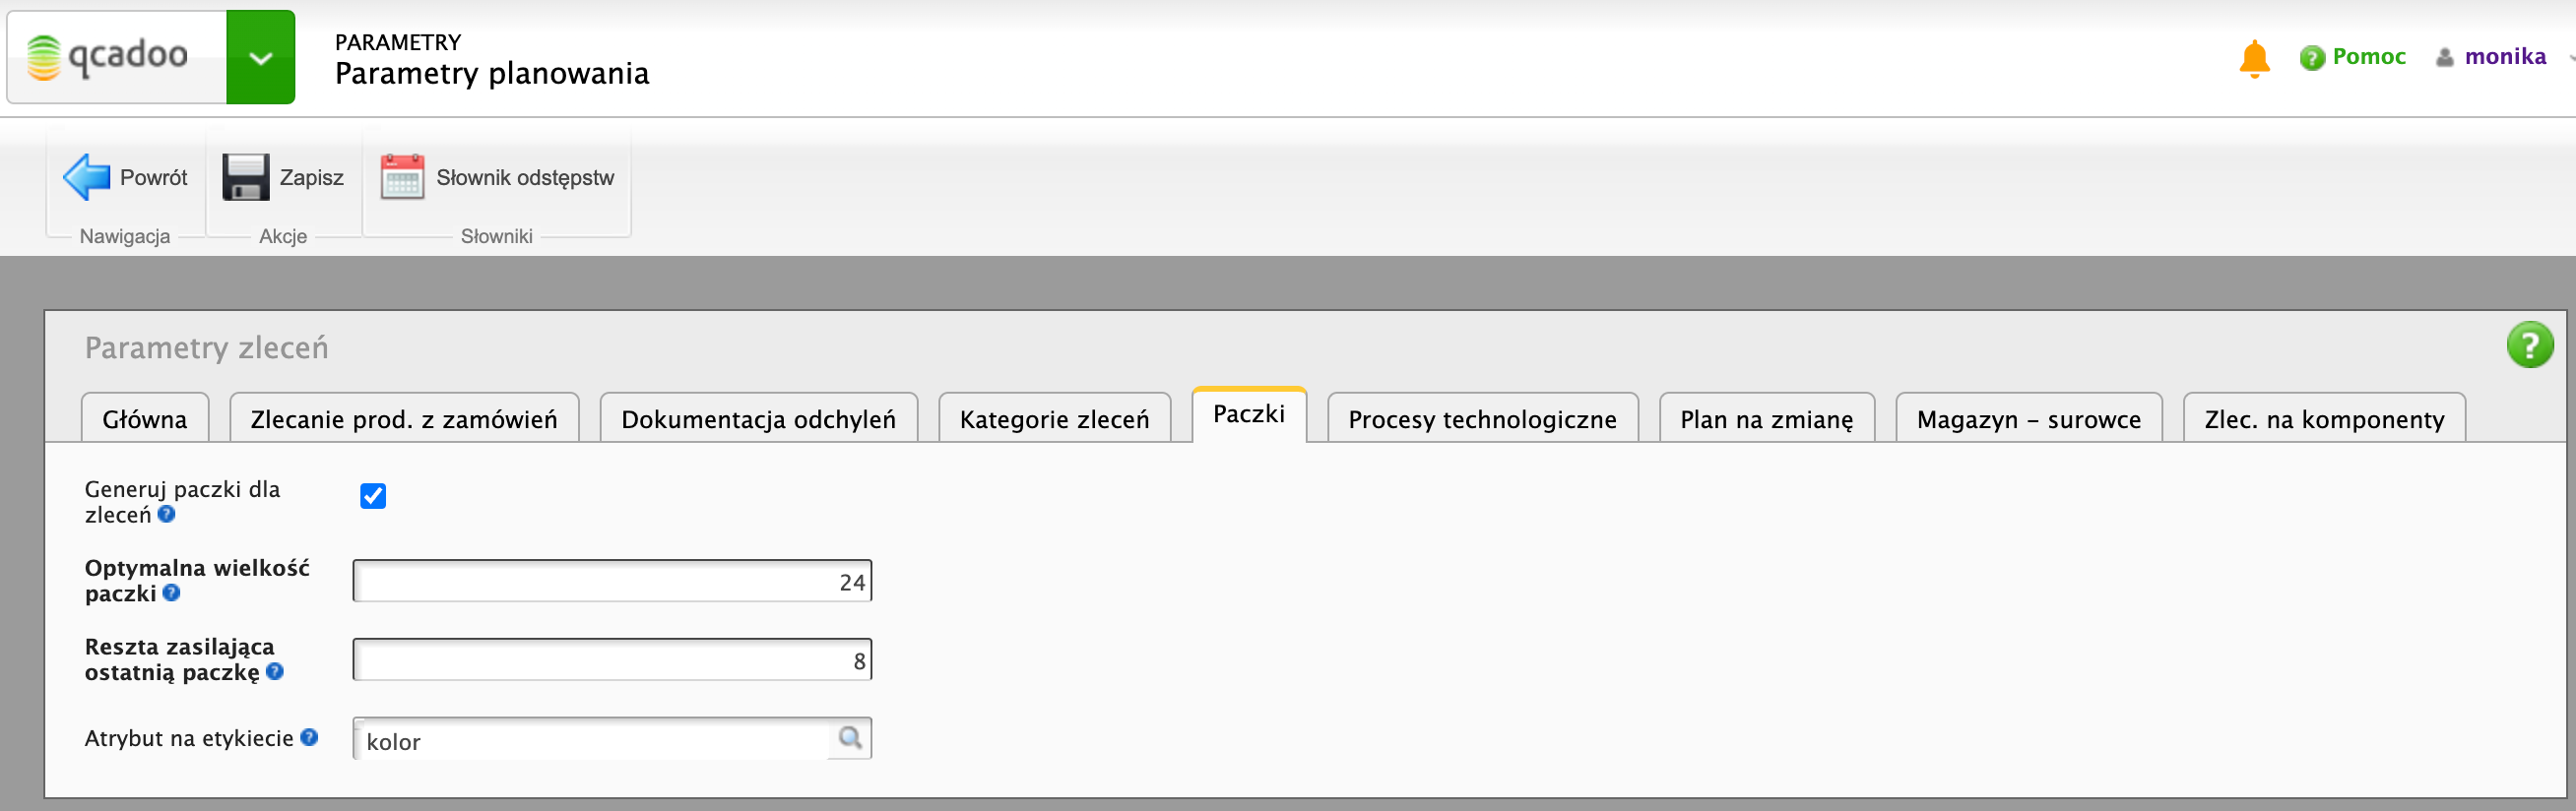 qcadoo
PARAMETRY
Parametry planowania
Pomoc
monika
Powrót
Zapisz
Słownik odstępstw
Nawigacja
Akcje
Słowniki
Parametry zleceń
Główna
Zlecanie prod. z zamówień
Dokumentacja odchyleń
Kategorie zleceń
Paczki
Procesy technologiczne
Plan na zmianę
Magazyn – surowce
Zlec. na komponenty
Generuj paczki dla
zleceń
Optymalna wielkość
paczki
24
Reszta zasilająca
ostatnią paczkę
8
Atrybut na etykiecie
kolor